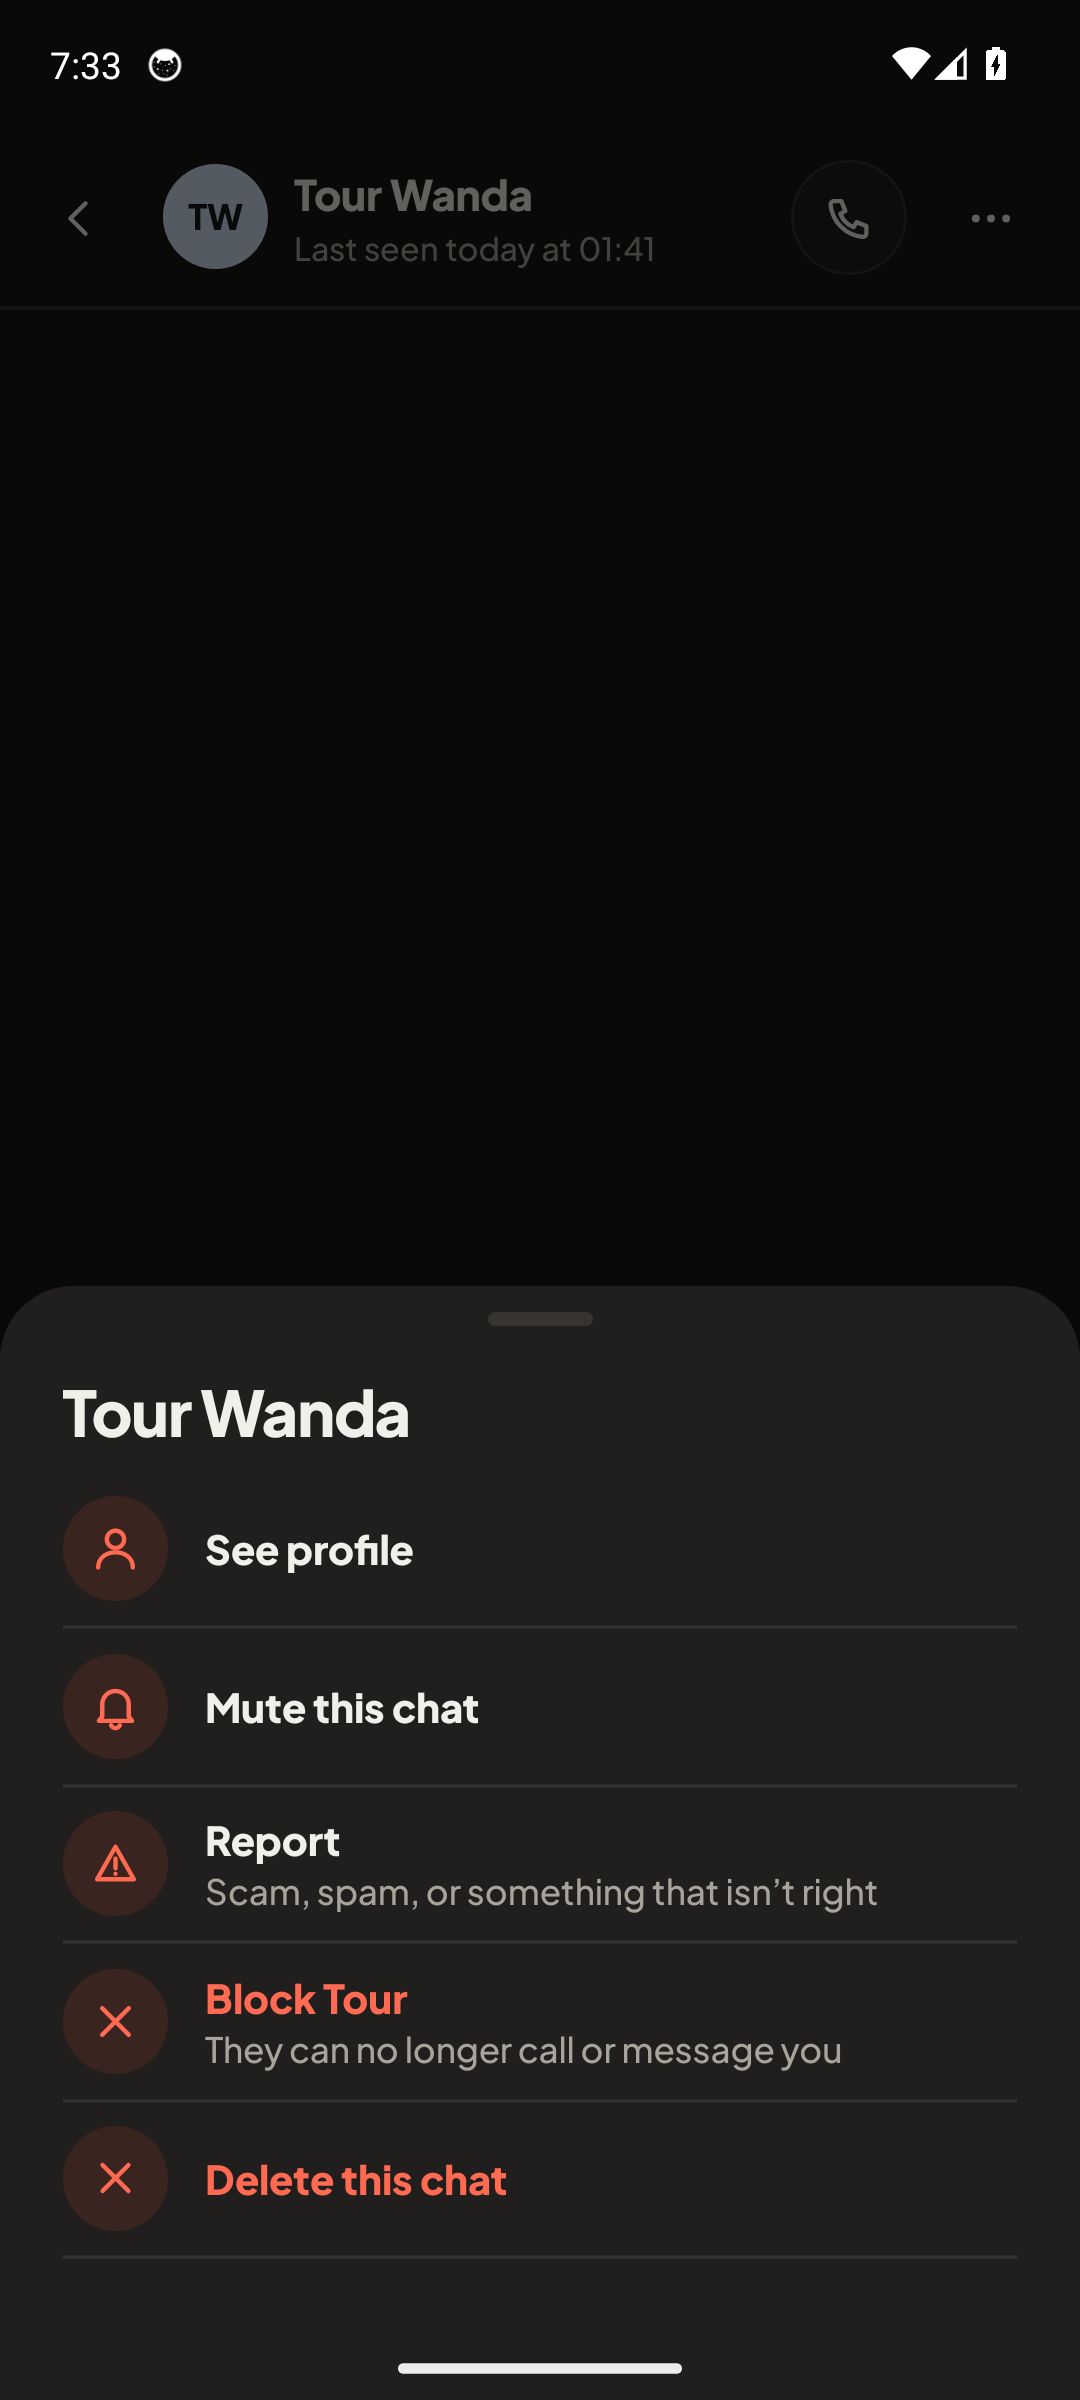 7:33
TW
Tour Wanda
Last seen today at 01:41
Tour Wanda
See profile
Mute this chat
Report
Scam, spam, or something that isn’t right
Block Tour
They can no longer call or message you
Delete this chat